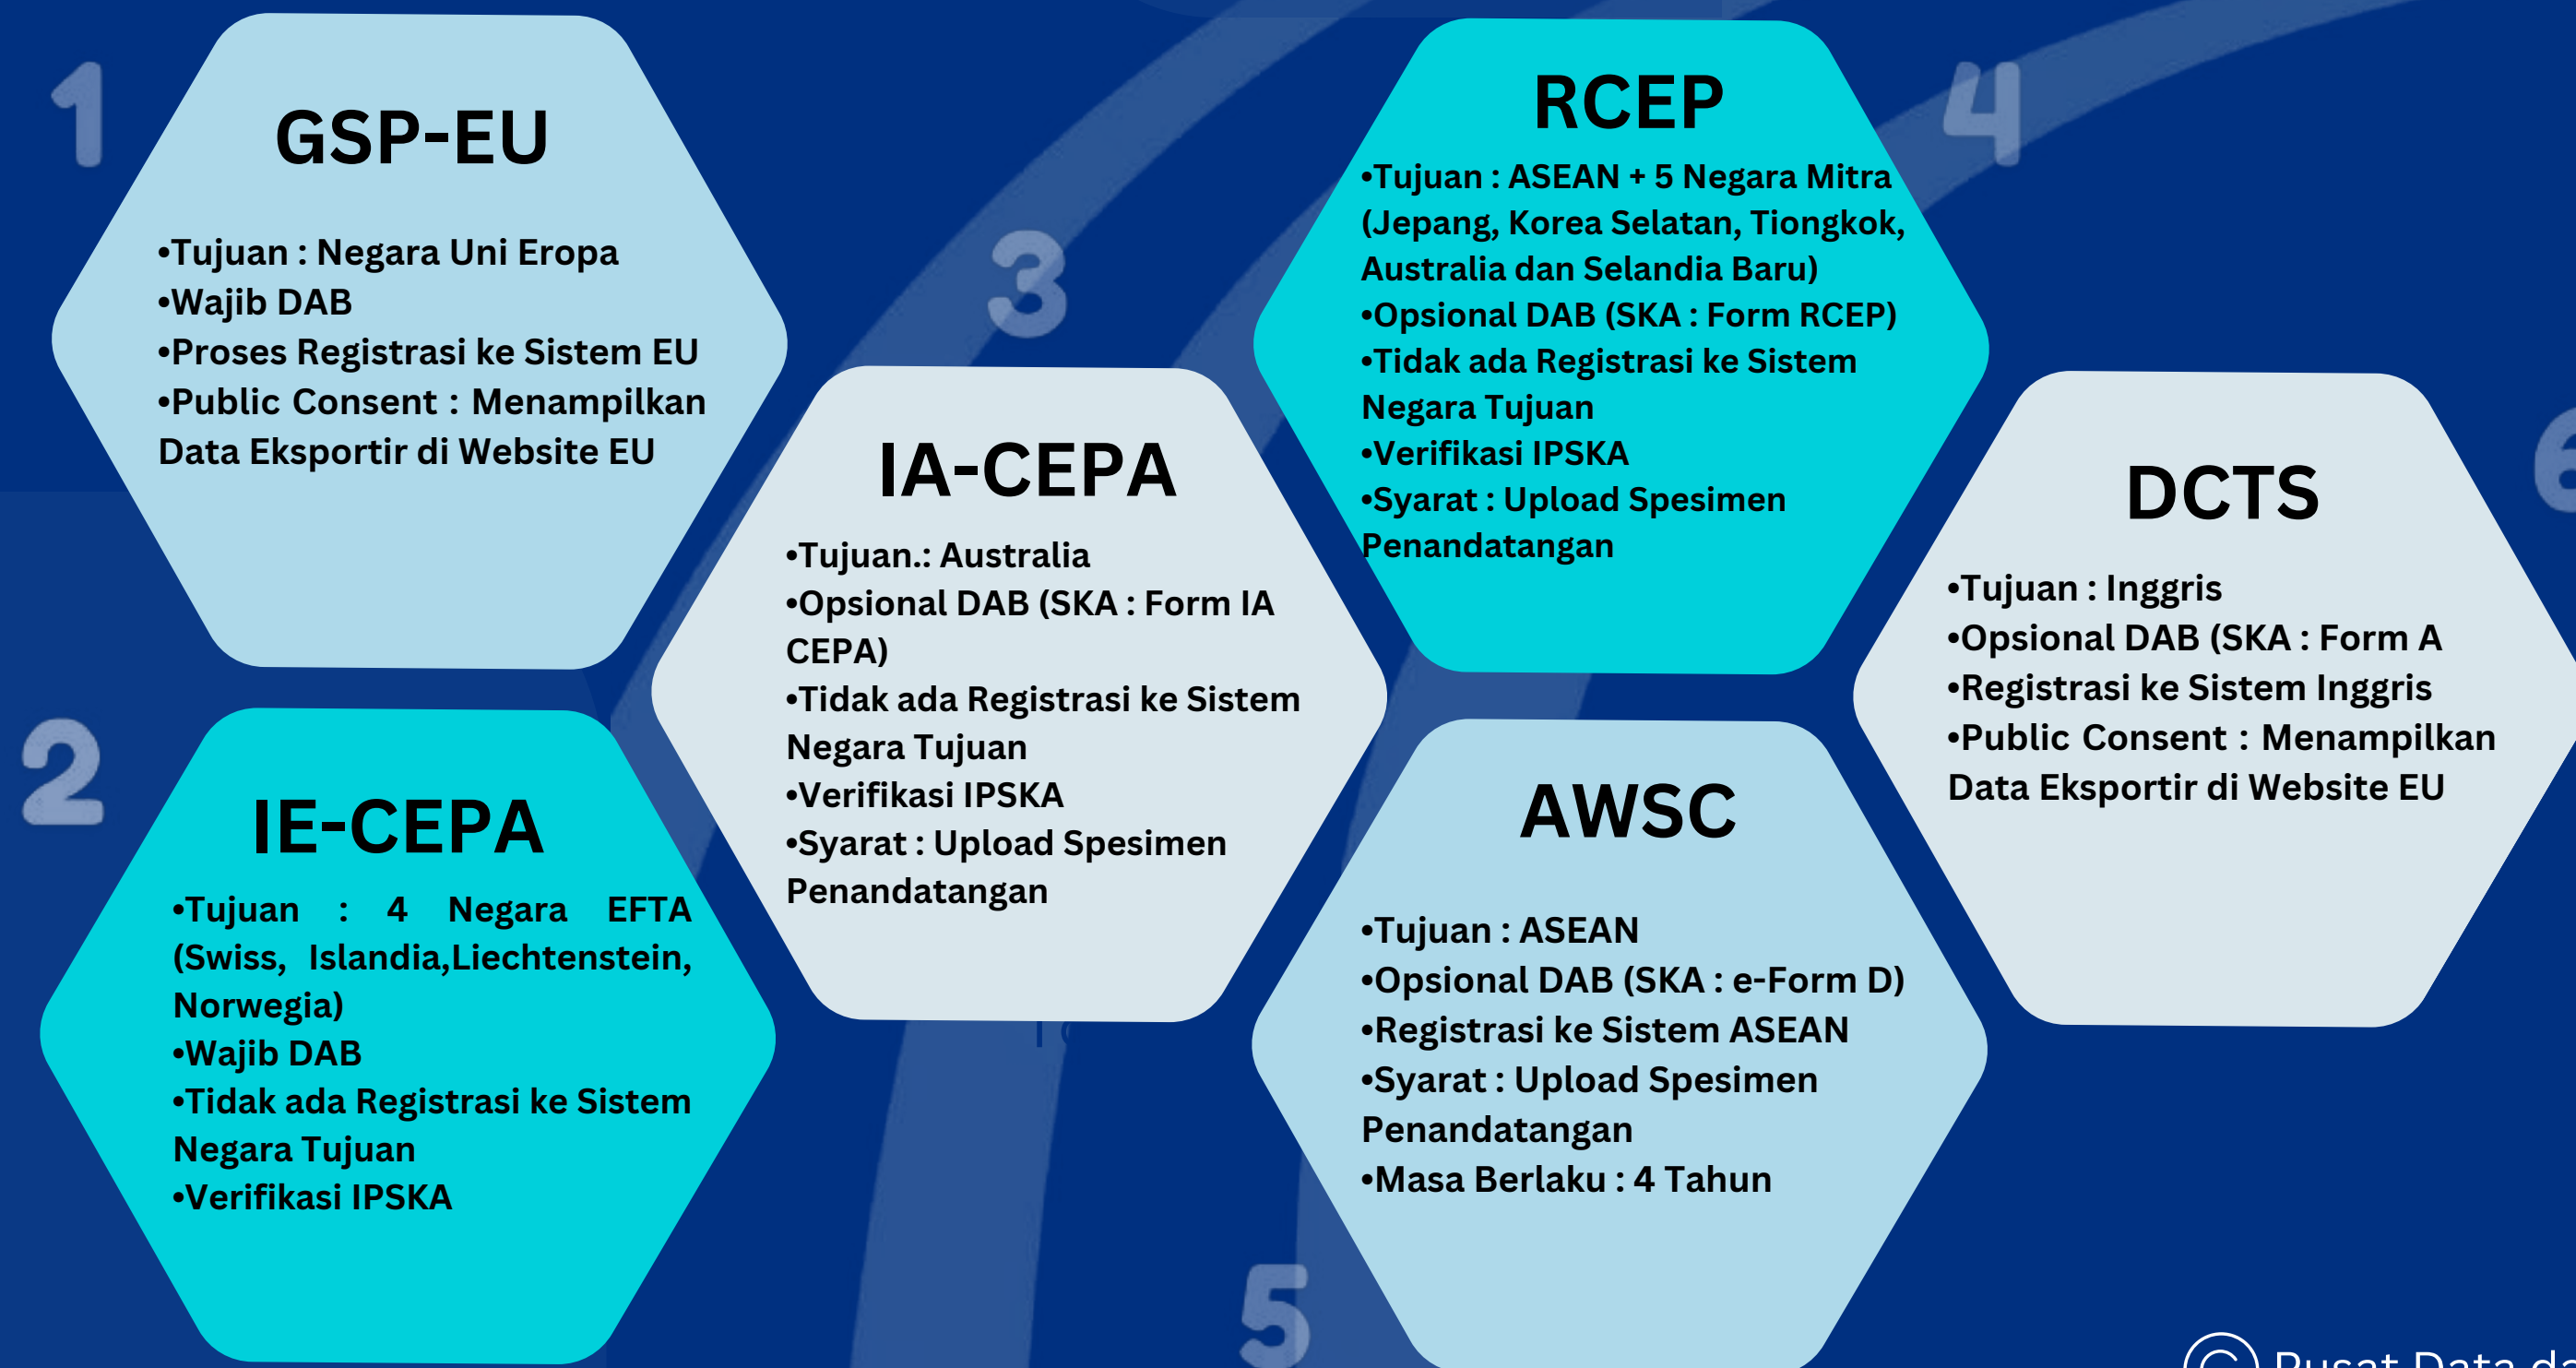 1
GSP-EU
•Tujuan : Negara Uni Eropa
•Wajib DAB
•Proses Registrasi ke Sistem EU
•Public Consent : Menampilkan
Data Eksportir di Website EU
2
IE-CEPA
•Tujuan : 4 Negara EFTA
(Swiss, Islandia,Liechtenstein,
Norwegia)
•Wajib DAB
•Tidak ada Registrasi ke Sistem
Negara Tujuan
•Verifikasi IPSKA
3
IA-CEPA
•Tujuan.: Australia
•Opsional DAB (SKA : Form IA
CEPA)
•Tidak ada Registrasi ke Sistem
Negara Tujuan
•Verifikasi IPSKA
•Syarat : Upload Spesimen
Penandatangan
4
RCEP
•Tujuan : ASEAN + 5 Negara Mitra
(Jepang, Korea Selatan, Tiongkok,
Australia dan Selandia Baru)
•Opsional DAB (SKA : Form RCEP)
•Tidak ada Registrasi ke Sistem
Negara Tujuan
•Verifikasi IPSKA
•Syarat : Upload Spesimen
Penandatangan
5
AWSC
•Tujuan : ASEAN
•Opsional DAB (SKA : e-Form D)
•Registrasi ke Sistem ASEAN
•Syarat : Upload Spesimen
Penandatangan
•Masa Berlaku : 4 Tahun
6
DCTS
•Tujuan : Inggris
•Opsional DAB (SKA : Form A
•Registrasi ke Sistem Inggris
•Public Consent : Menampilkan
Data Eksportir di Website EU
Pusat Data